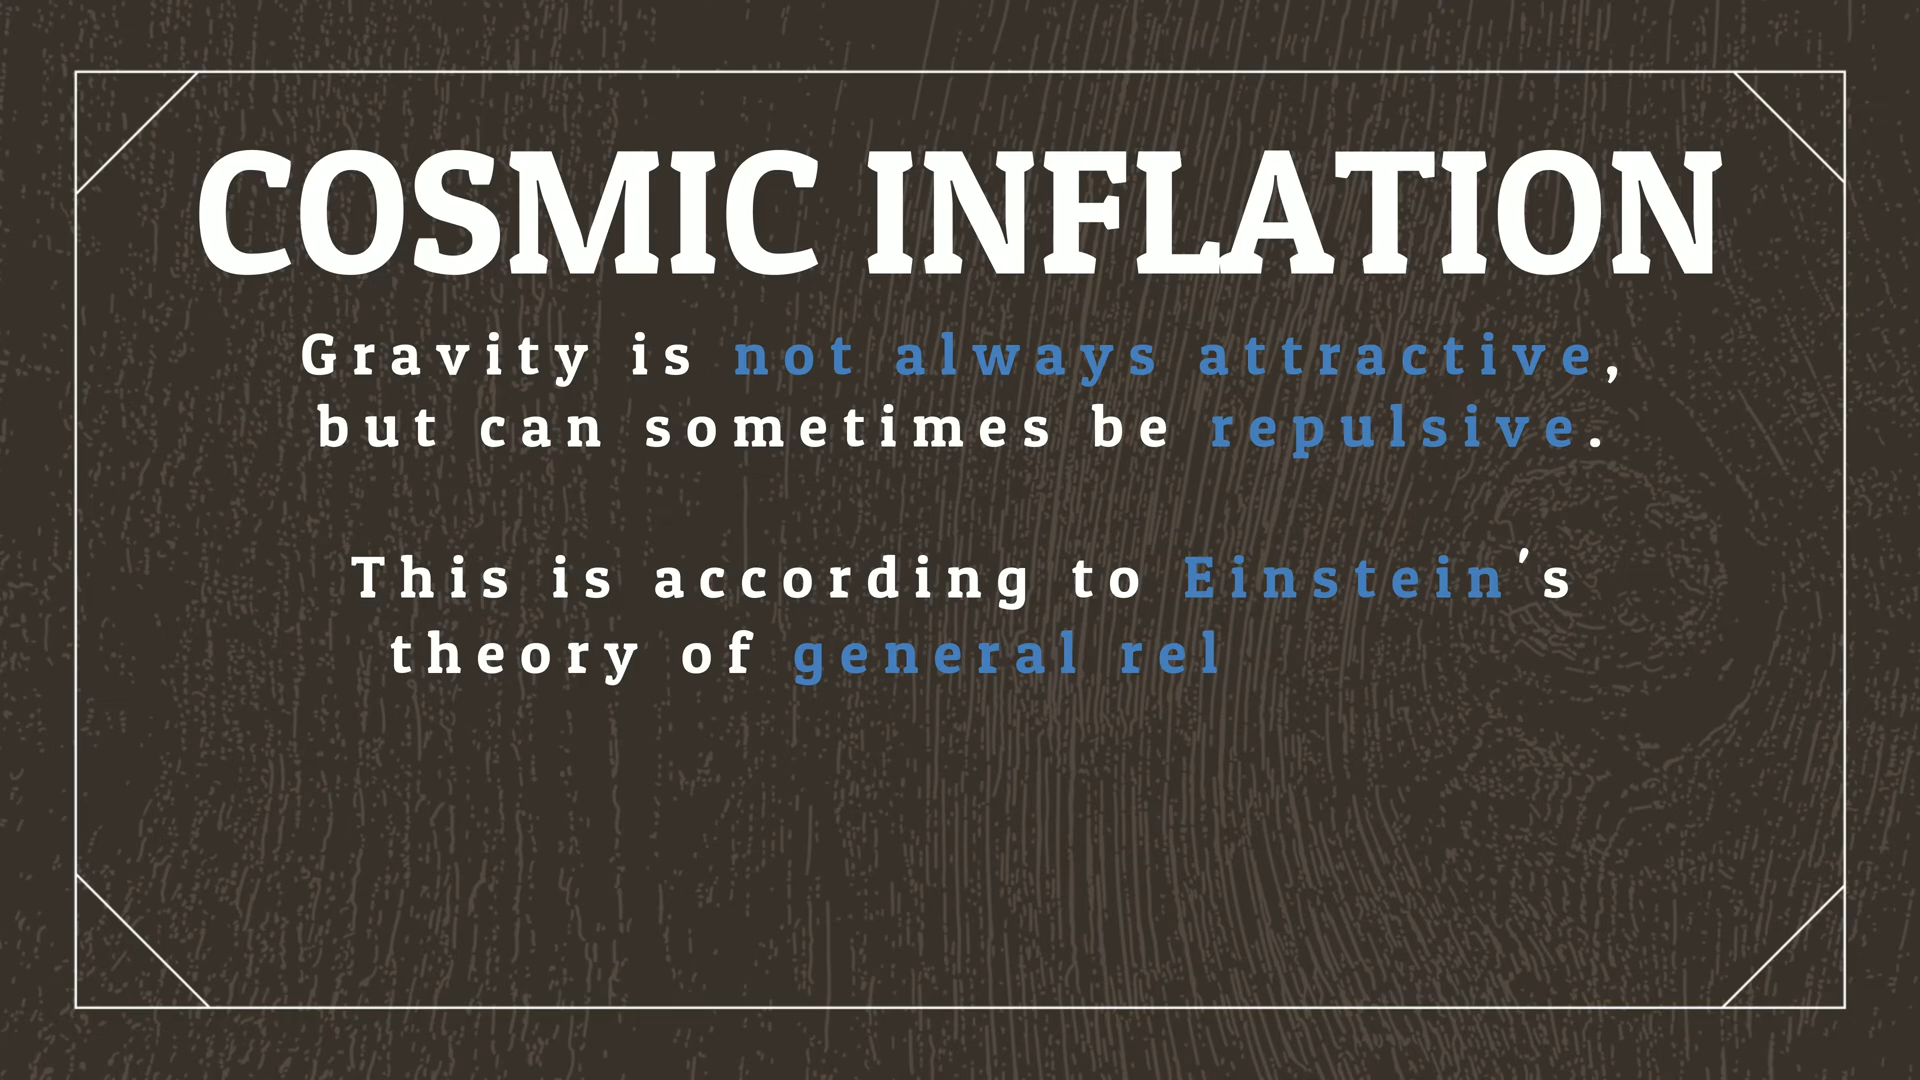 COSMIC INFLATION
Gravity is not always attractive,
but can sometimes be repulsive.
This is according to Einstein's
theory of general rel